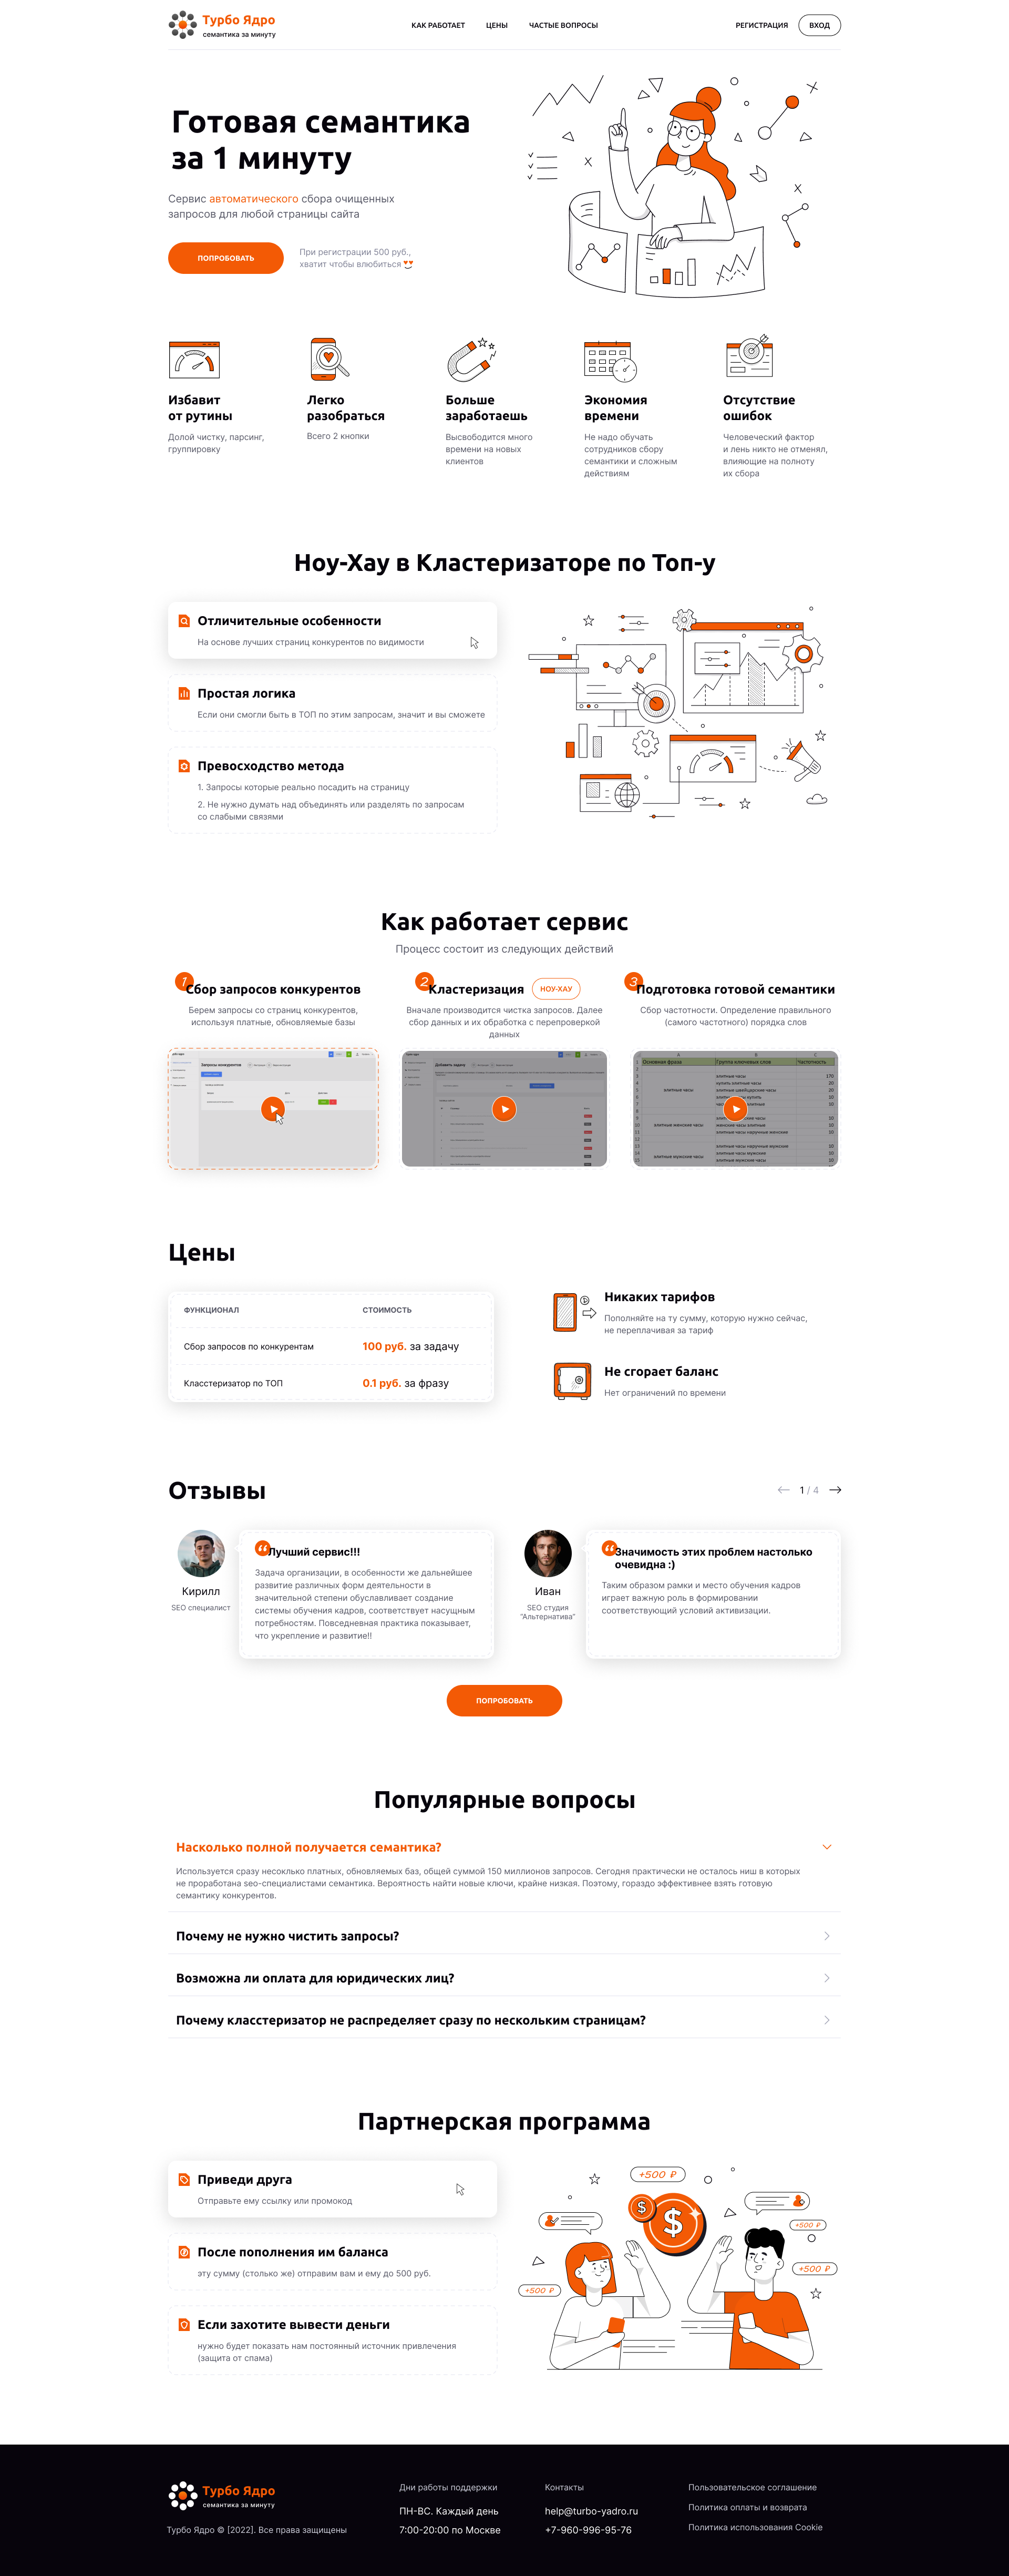 Турбо Ядро
семантика за минуту
КАК РАБОТАЕТ
ЦЕНЫ
ЧАСТЫЕ ВОПРОСЫ
РЕГИСТРАЦИЯ
ВХОД
Готовая семантика
за 1 минуту
Сервис автоматического сбора очищенных
запросов для любой страницы сайта
ПОПРОБОВАТЬ
При регистрации 500 руб.,
хватит чтобы влюбиться 😍
Избавит
от рутины
Долой чистку, парсинг,
группировку
Легко
разобраться
Всего 2 кнопки
Больше
заработаешь
Высвободится много
времени на новых
клиентов
Экономия
времени
Не надо обучать
сотрудников сбору
семантики и сложным
действиям
Отсутствие
ошибок
Человеческий фактор
и лень никто не отменял,
влияющие на полноту
их сбора
Ноу-Хау в Кластеризаторе по Топ-у
Отличительные особенности
На основе лучших страниц конкурентов по видимости
Простая логика
Если они смогли быть в ТОП по этим запросам, значит и вы сможете
Превосходство метода
1. Запросы которые реально посадить на страницу
2. Не нужно думать над объединять или разделять по запросам
со слабыми связями
Как работает сервис
Процесс состоит из следующих действий
1
Сбор запросов конкурентов
Берем запросы со страниц конкурентов,
используя платные, обновляемые базы
2
Кластеризация
НОУ-ХАУ
Вначале производится чистка запросов. Далее
сбор данных и их обработка с перепроверкой
данных
3
Подготовка готовой семантики
Сбор частотности. Определение правильного
(самого частотного) порядка слов
Запросы конкурентов
Добавить задачу
Основная фраза
Группа ключевых слов
Частотность
Цены
ФУНКЦИОНАЛ
СТОИМОСТЬ
Сбор запросов по конкурентам
100 руб. за задачу
Класстеризатор по ТОП
0.1 руб. за фразу
Никаких тарифов
Пополняйте на ту сумму, которую нужно сейчас,
не переплачивая за тариф
Не сгорает баланс
Нет ограничений по времени
Отзывы
1 / 4
Кирилл
SEO специалист
Лучший сервис!!!
Задача организации, в особенности же дальнейшее
развитие различных форм деятельности в
значительной степени обуславливает создание
системы обучения кадров, соответствует насущным
потребностям. Повседневная практика показывает,
что укрепление и развитие!!
Иван
SEO студия
"Альтернатива"
Значимость этих проблем настолько
очевидна :)
Таким образом рамки и место обучения кадров
играет важную роль в формировании
соответствующий условий активизации.
ПОПРОБОВАТЬ
Популярные вопросы
Насколько полной получается семантика?
Используется сразу несоклько платных, обновляемых баз, общей суммой 150 миллионов запросов. Сегодня практически не осталось ниш в которых
не проработана seo-специалистами семантика. Вероятность найти новые ключи, крайне низкая. Поэтому, гораздо эффективнее взять готовую
семантику конкурентов.
Почему не нужно чистить запросы?
Возможна ли оплата для юридических лиц?
Почему класстеризатор не распределяет сразу по нескольким страницам?
Партнерская программа
Приведи друга
Отправьте ему ссылку или промокод
После пополнения им баланса
эту сумму (столько же) отправим вам и ему до 500 руб.
Если захотите вывести деньги
нужно будет показать нам постоянный источник привлечения
(защита от спама)
+500 ₽
+500 ₽
+500 ₽
+500 ₽
Турбо Ядро
семантика за минуту
Турбо Ядро © [2022]. Все права защищены
Дни работы поддержки
ПН-ВС. Каждый день
7:00-20:00 по Москве
Контакты
help@turbo-yadro.ru
+7-960-996-95-76
Пользовательское соглашение
Политика оплаты и возврата
Политика использования Cookie